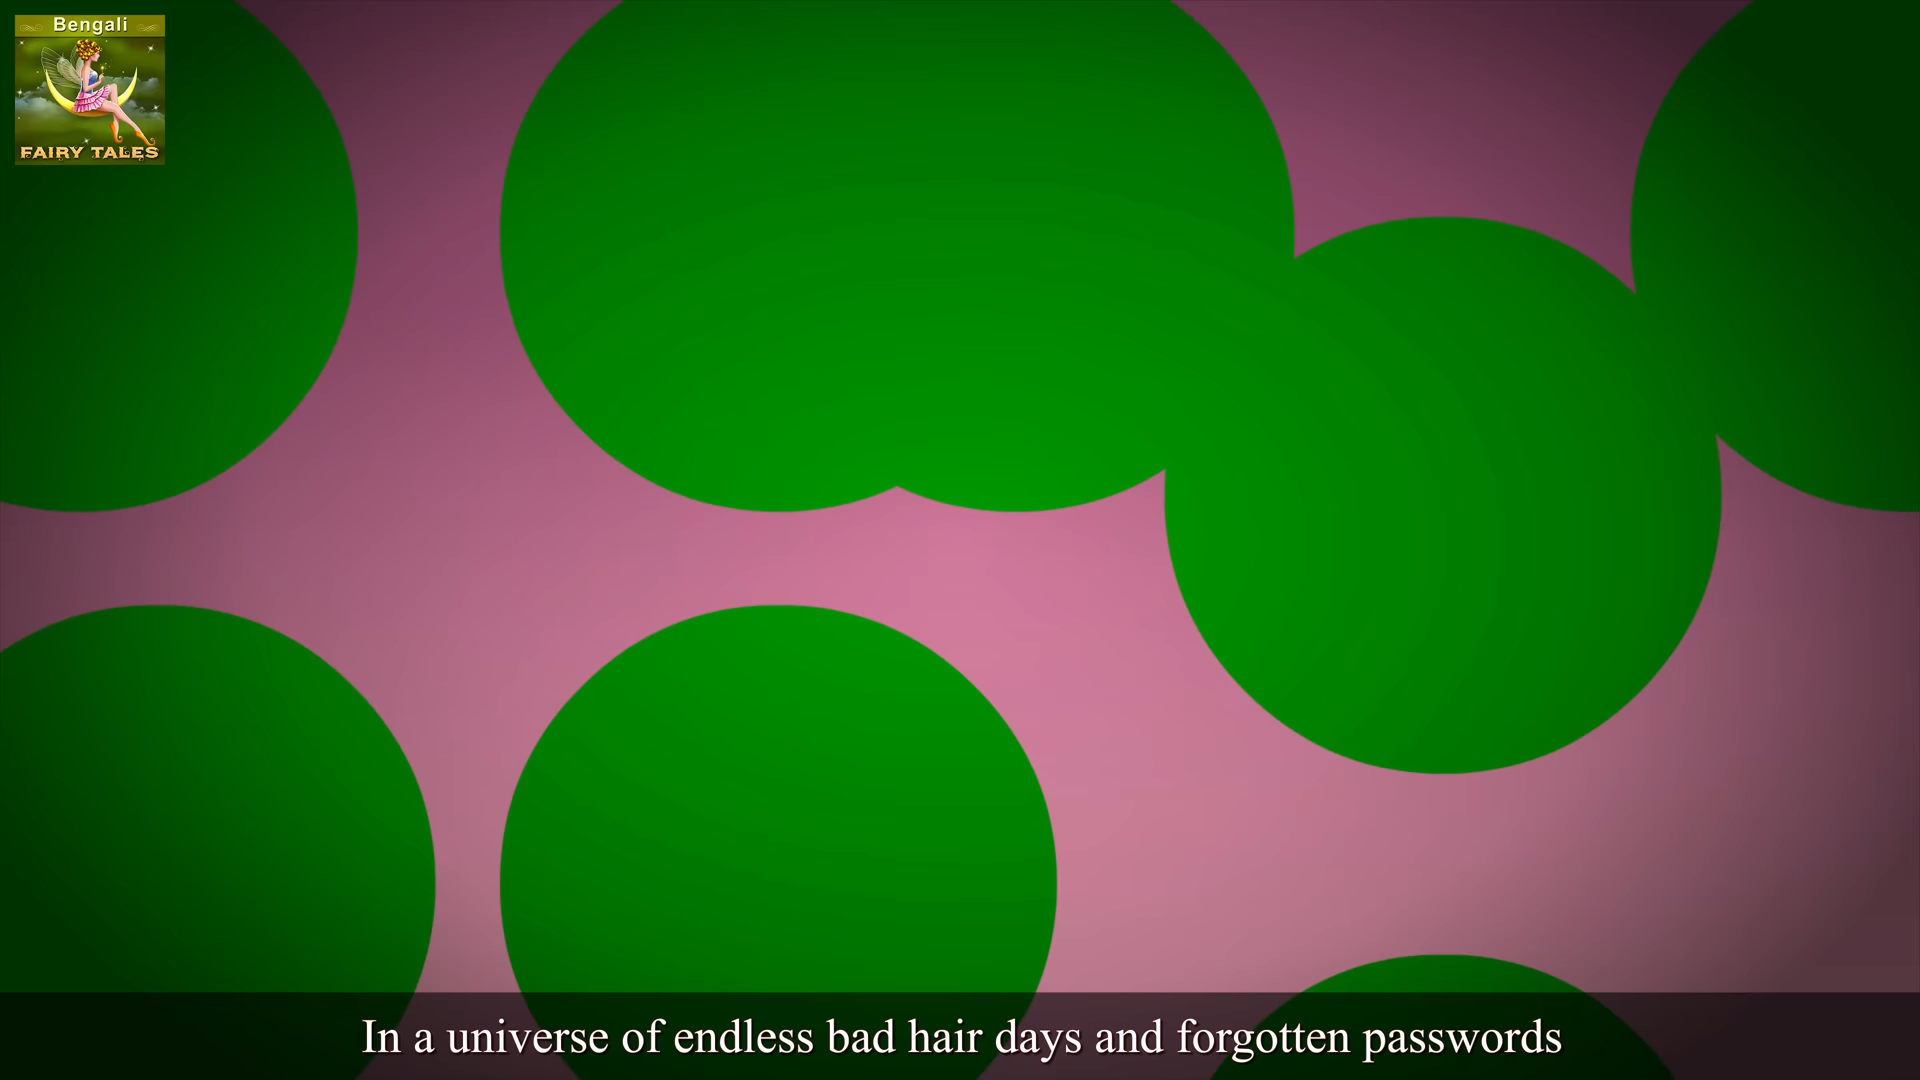 Bengali
FAIRY TALES
In a universe of endless bad hair days and forgotten passwords